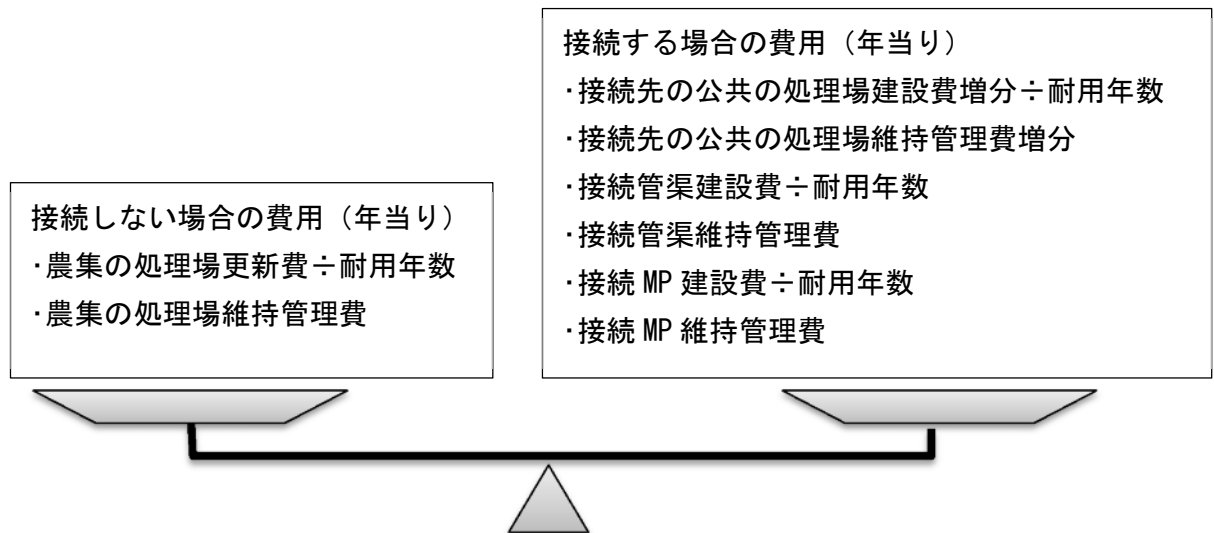 接続しない場合の費用（年当り）
･農集の処理場更新費÷耐用年数
･農集の処理場維持管理費
接続する場合の費用（年当り）
･接続先の公共の処理場建設費増分÷耐用年数
･接続先の公共の処理場維持管理費増分
･接続管渠建設費÷耐用年数
･接続管渠維持管理費
･接続 MP 建設費÷耐用年数
･接続 MP 維持管理費